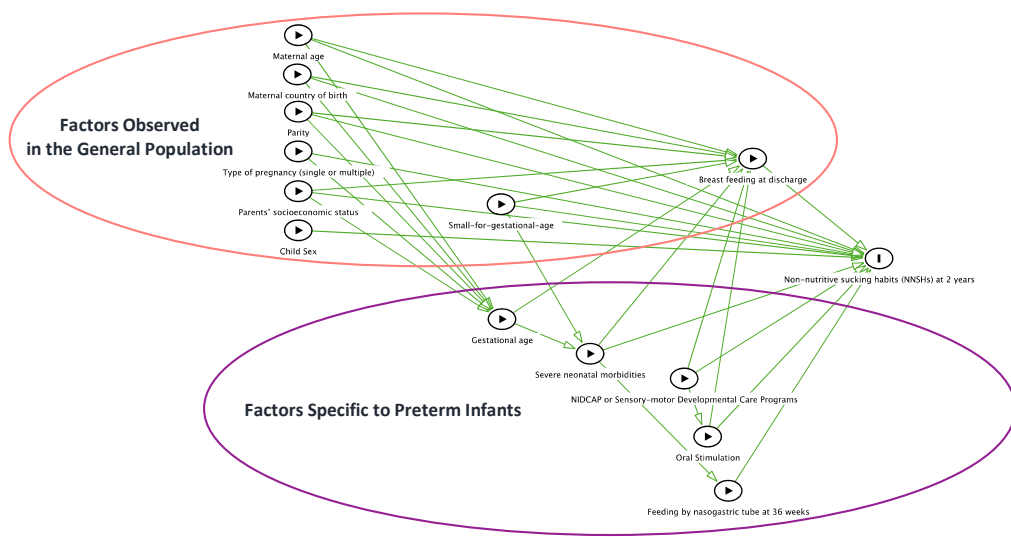 Maternal age
Maternal country of birth
Factors Observed
in the General Population
Parity
Type of pregnancy (single or multiple)
Breast feeding at discharge
Parents' socioeconomic status
Small-for-gestational-age
Child Sex
Non-nutritive sucking habits (NNSHs) at 2 years
Gestational age
Severe neonatal morbidities
NIDCAP or Sensory-motor Developmental Care Programs
Factors Specific to Preterm Infants
Oral Stimulation
Feeding by nasogastric tube at 36 weeks